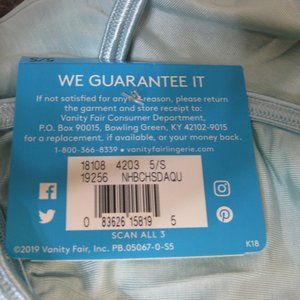 5/S
WE GUARANTEE IT
If not satisfied for any reason, please return
the garment and store receipt to:
Vanity Fair Consumer Department,
P.O. Box 90015, Bowling Green, KY 42102-9015
for a replacement, if available, or your money back.
1-800-366-8339 • vanityfairlingerie.com
18108 4203 5/S
19256 NHBCHSDAQU
0 83626 15819 5
SCAN ALL 3
©2019 Vanity Fair, Inc. PB.05067-0-S5
K18